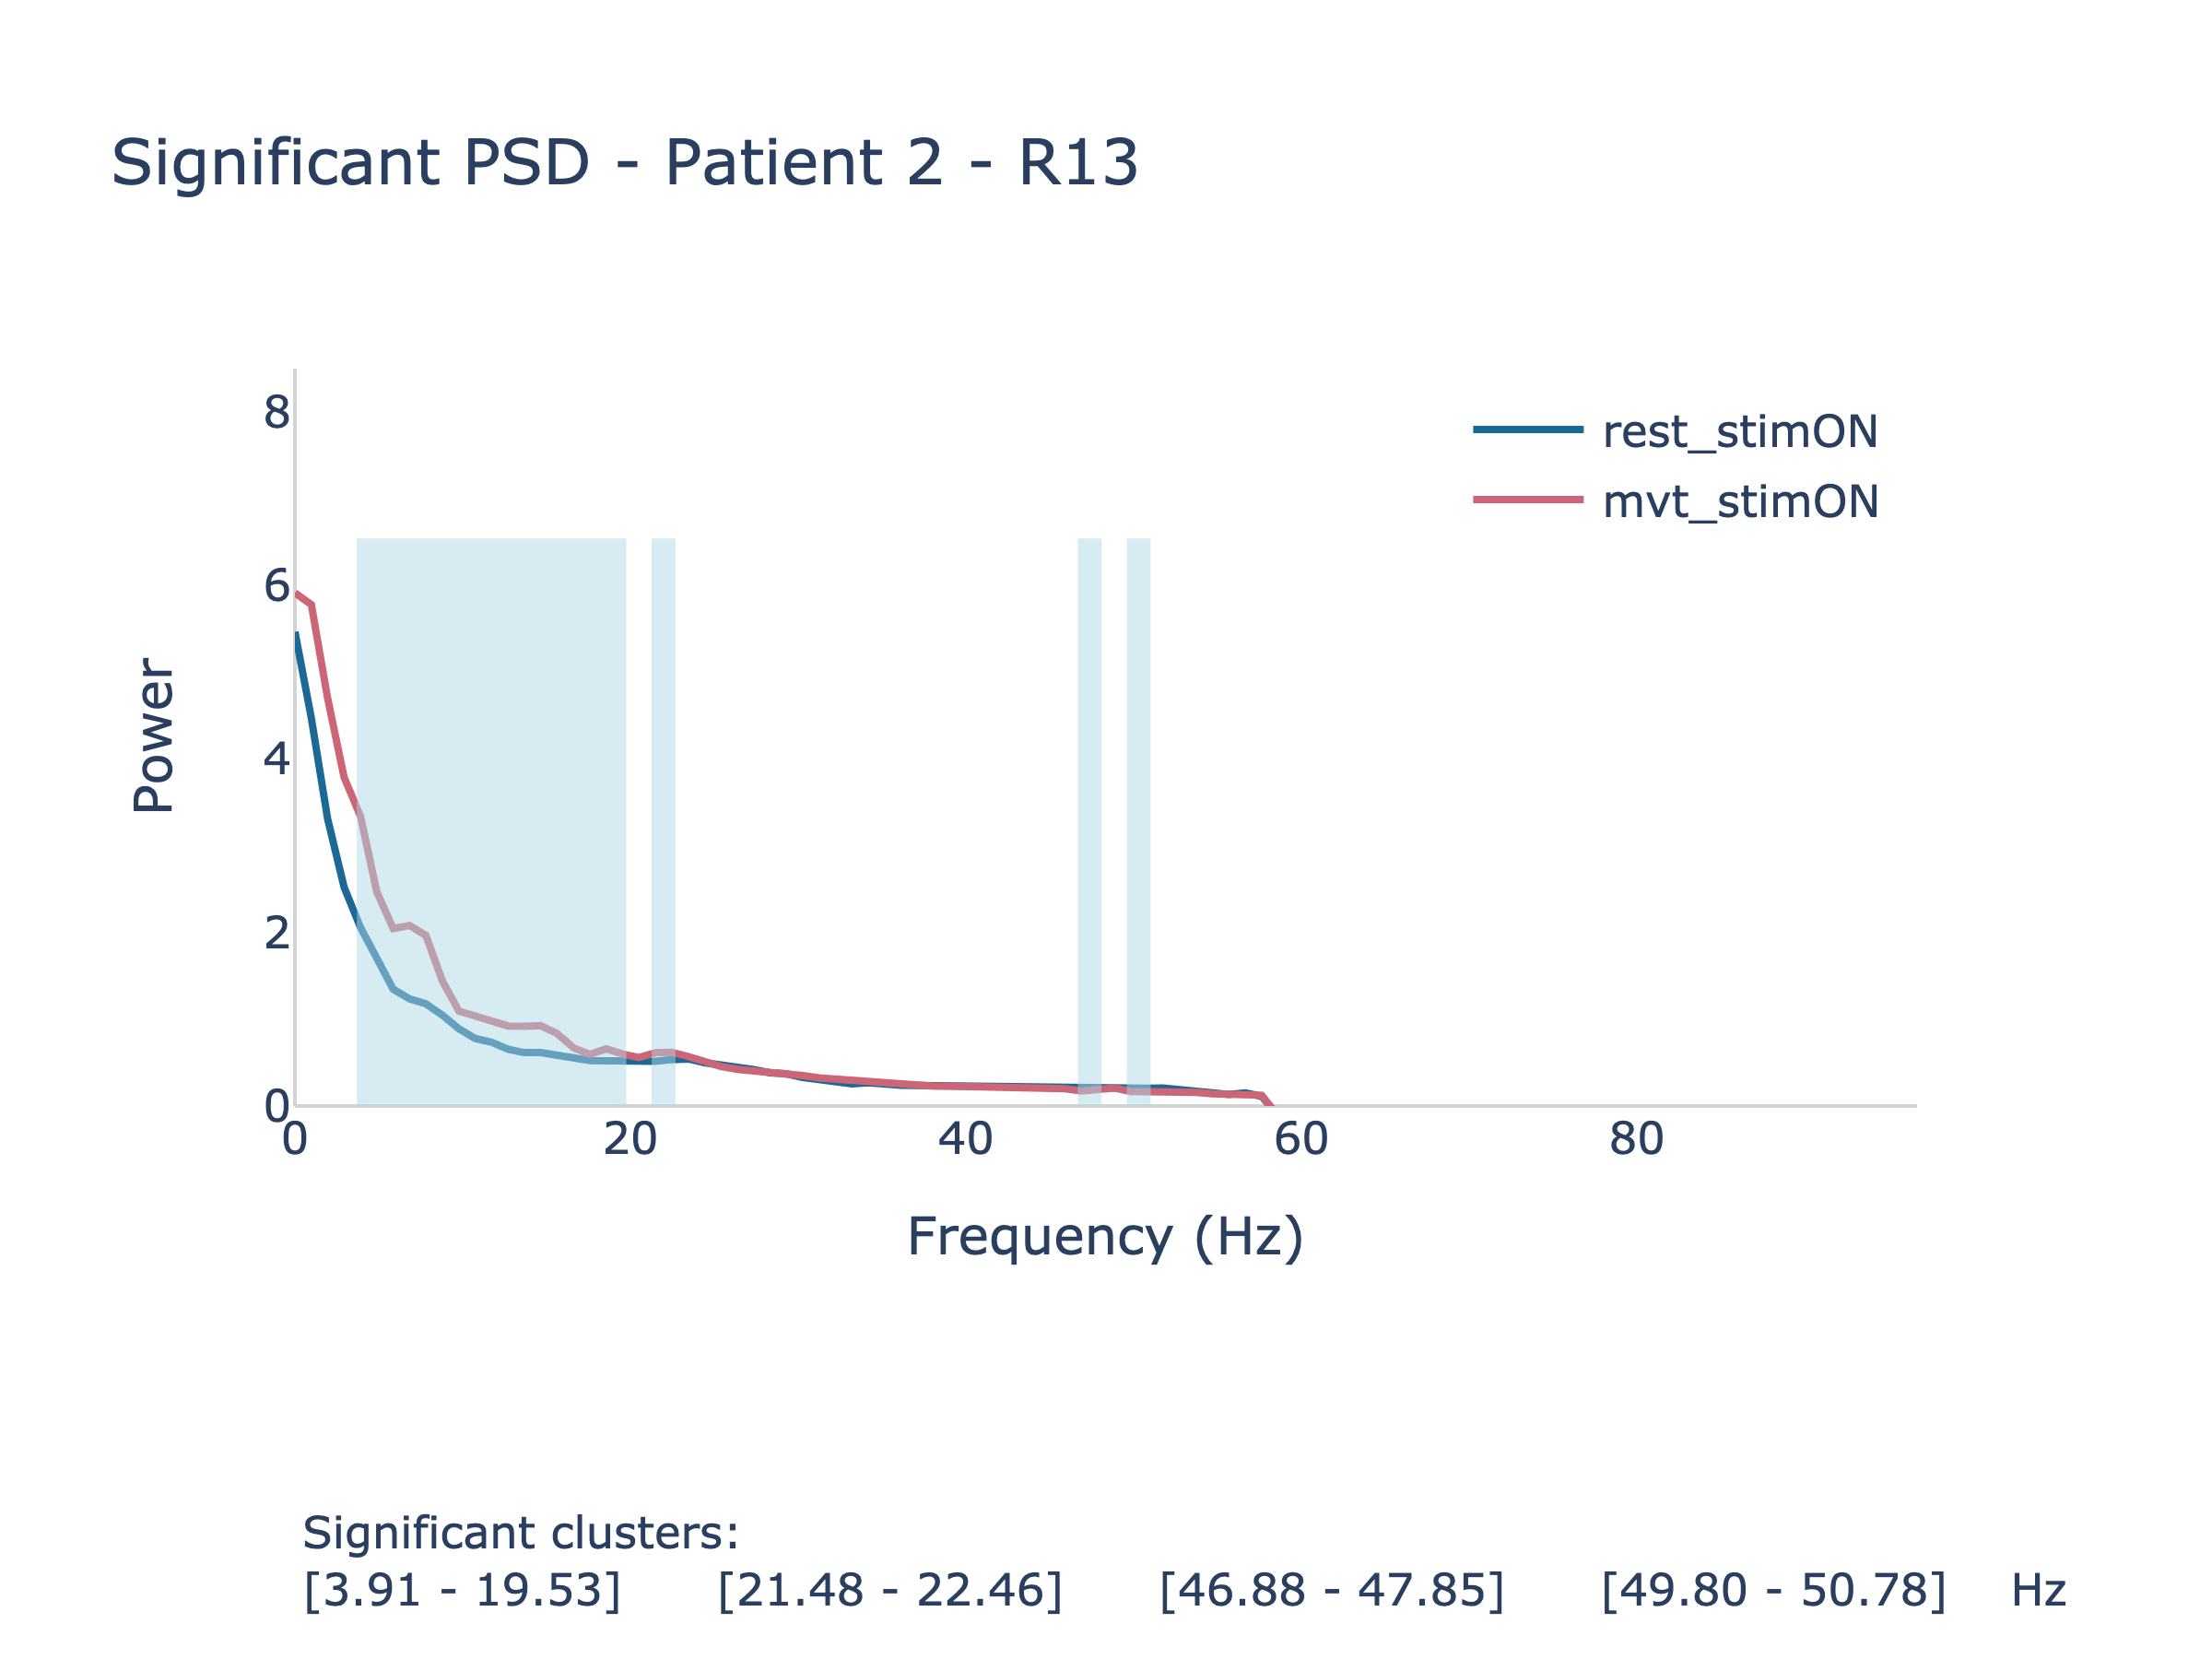 Significant PSD - Patient 2 - R13
8
6
4
2
0
Power
rest_stimON
mvt_stimON
0 20 40 60 80
Frequency (Hz)
Significant clusters:
[3.91 - 19.53] [21.48 - 22.46] [46.88 - 47.85] [49.80 - 50.78] Hz